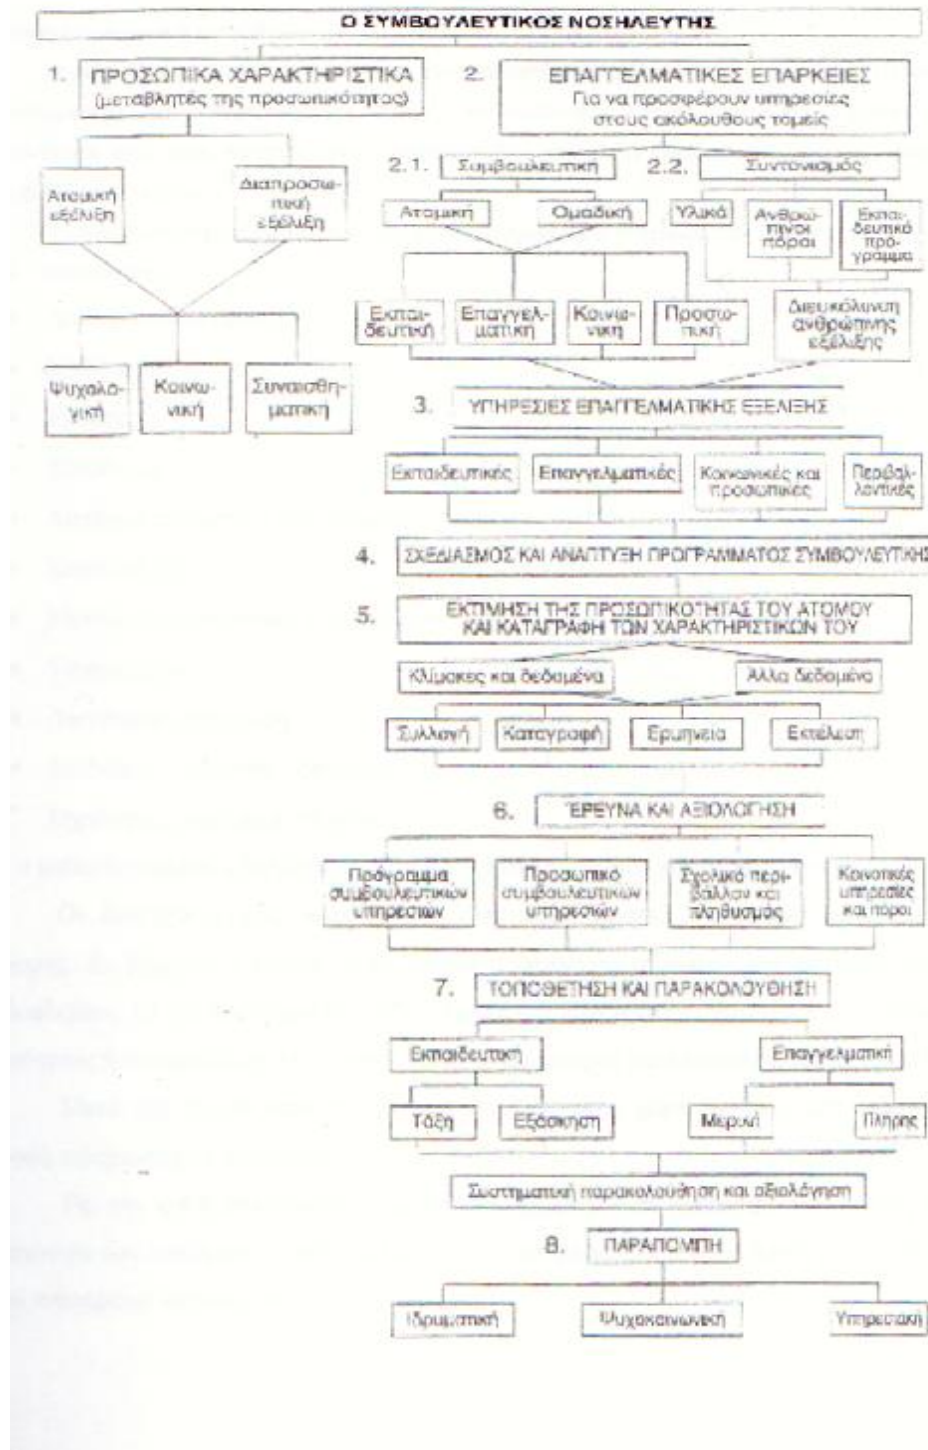 Ο ΣΥΜΒΟΥΛΕΥΤΙΚΟΣ ΝΟΣΗΛΕΥΤΗΣ
1. ΠΡΟΣΩΠΙΚΑ ΧΑΡΑΚΤΗΡΙΣΤΙΚΑ
(μεταβλητές της προσωπικότητας)
2. ΕΠΑΓΓΕΛΜΑΤΙΚΕΣ ΕΠΑΡΚΕΙΕΣ
Για να προσφέρουν υπηρεσίες
στους ακόλουθους τομείς
Ατομική
εξέλιξη
Διαπροσω-
πική
εξέλιξη
Ψυχολο-
γική
Κοινω-
νική
Συναισθη-
ματική
2.1. Συμβουλευτική
2.2. Συντονισμός
Ατομική
Ομαδική
Υλικά
Ανθρώ-
πινοι
πόροι
Εκπαι-
δευτικό
πρό-
γραμμα
Εκπαι-
δευτική
Επαγγελ-
ματική
Κοινω-
νική
Προσω-
πική
Διευκόλυνση
ανθρώπινης
εξέλιξης
3. ΥΠΗΡΕΣΙΕΣ ΕΠΑΓΓΕΛΜΑΤΙΚΗΣ ΕΞΕΛΙΞΗΣ
Εκπαιδευτικές
Επαγγελματικές
Κοινωνικές και
προσωπικές
Περιβαλ-
λοντικές
4. ΣΧΕΔΙΑΣΜΟΣ ΚΑΙ ΑΝΑΠΤΥΞΗ ΠΡΟΓΡΑΜΜΑΤΟΣ ΣΥΜΒΟΥΛΕΥΤΙΚΗΣ
5. ΕΚΤΙΜΗΣΗ ΤΗΣ ΠΡΟΣΩΠΙΚΟΤΗΤΑΣ ΤΟΥ ΑΤΟΜΟΥ
ΚΑΙ ΚΑΤΑΓΡΑΦΗ ΤΩΝ ΧΑΡΑΚΤΗΡΙΣΤΙΚΩΝ ΤΟΥ
Κλίμακες και δεδομένα
Άλλα δεδομένα
Συλλογή
Καταγραφή
Ερμηνεία
Εκτέλεση
6. ΈΡΕΥΝΑ ΚΑΙ ΑΞΙΟΛΟΓΗΣΗ
Πρόγραμμα
συμβουλευτικών
υπηρεσιών
Προσωπικό
συμβουλευτικών
υπηρεσιών
Σχολικό περι-
βάλλον και
πληθυσμός
Κοινοτικές
υπηρεσίες
και πόροι
7. ΤΟΠΟΘΕΤΗΣΗ ΚΑΙ ΠΑΡΑΚΟΛΟΥΘΗΣΗ
Εκπαιδευτική
Επαγγελματική
Τάξη
Εξάσκηση
Μερική
Πλήρης
Συστηματική παρακολούθηση και αξιολόγηση
8. ΠΑΡΑΠΟΜΠΗ
Ιδρυματική
Ψυχοκοινωνική
Υπηρεσιακή